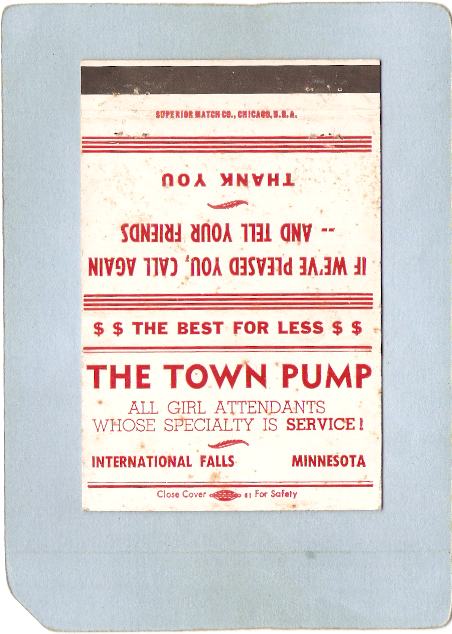 SUPERIOR MATCH CO., CHICAGO, U.S.A.
IF WE'VE PLEASED YOU, CALL AGAIN
-- AND TELL YOUR FRIENDS
THANK YOU
$ $ THE BEST FOR LESS $ $
THE TOWN PUMP
ALL GIRL ATTENDANTS
WHOSE SPECIALTY IS SERVICE!
INTERNATIONAL FALLS MINNESOTA
Close Cover 81 For Safety